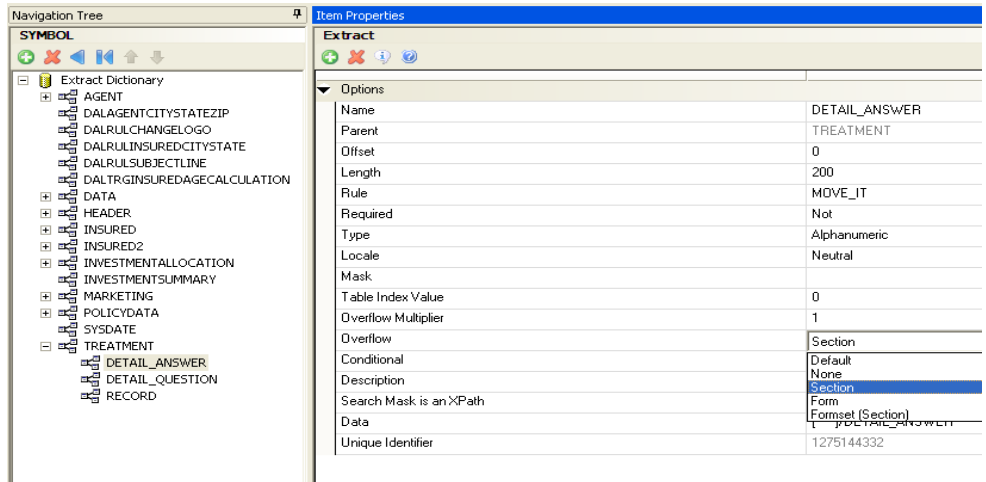 Navigation Tree
SYMBOL
Extract Dictionary
AGENT
DALAGENTCITYSTATEZIP
DALRULCHANGELOGO
DALRULINSUREDCITYSTATE
DALRULSUBJECTLINE
DALTRGINSUREDAGECALCULATION
DATA
HEADER
INSURED
INSURED2
INVESTMENTALLOCATION
INVESTMENTSUMMARY
MARKETING
POLICYDATA
SYSDATE
TREATMENT
DETAIL_ANSWER
DETAIL_QUESTION
RECORD
Item Properties
Extract
Options
Name DETAIL_ANSWER
Parent TREATMENT
Offset 0
Length 200
Rule MOVE_IT
Required Not
Type Alphanumeric
Locale Neutral
Mask
Table Index Value 0
Overflow Multiplier 1
Overflow Section
Conditional Default
None
Description Section
Search Mask is an XPath Form
Formset (Section)
Data
Unique Identifier 1275144332